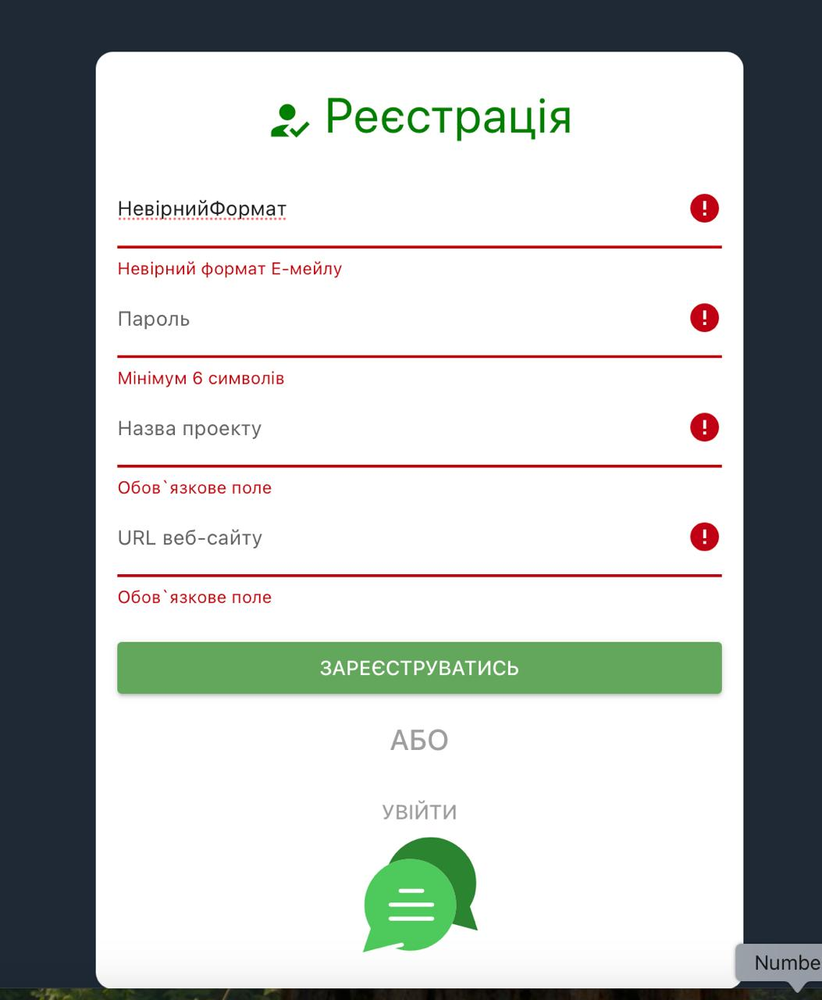 Реєстрація
НевірнийФормат
Невірний формат Е-мейлу
Пароль
Мінімум 6 символів
Назва проекту
Обов`язкове поле
URL веб-сайту
Обов`язкове поле
ЗАРЕЄСТРУВАТИСЬ
АБО
УВІЙТИ